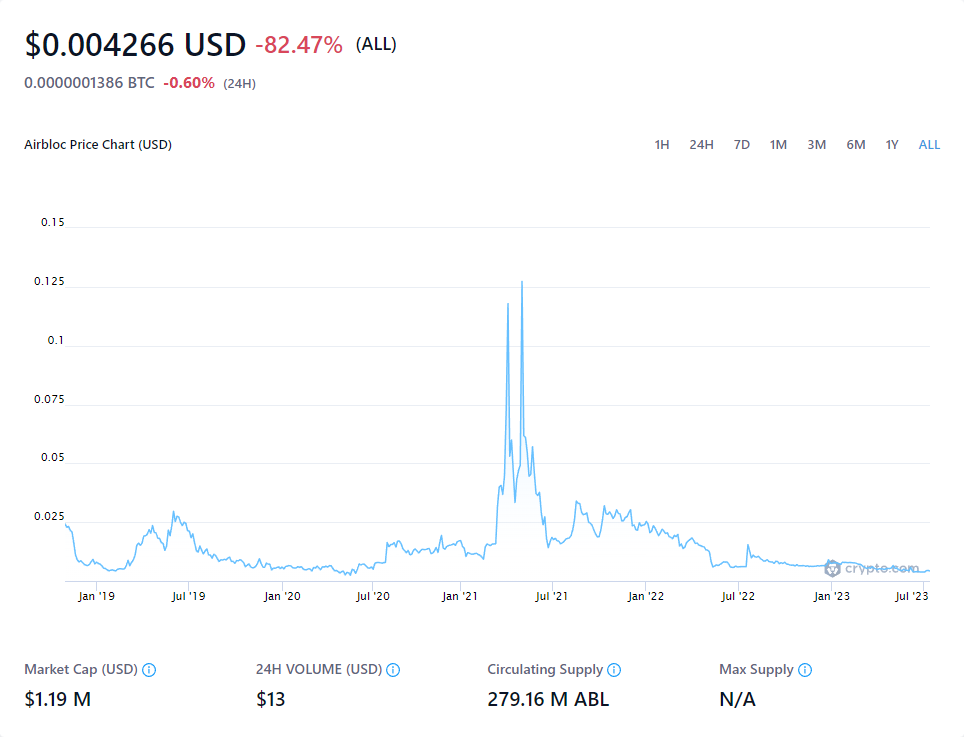 $0.004266 USD -82.47% (ALL)
0.0000001386 BTC -0.60% (24H)
Airbloc Price Chart (USD) 1H 24H 7D 1M 3M 6M 1Y ALL
0.15
0.125
0.1
0.075
0.05
0.025
crypto.com
Jan '19 Jul '19 Jan '20 Jul '20 Jan '21 Jul '21 Jan '22 Jul '22 Jan '23 Jul '23
Market Cap (USD) 24H VOLUME (USD) Circulating Supply Max Supply
$1.19 M $13 279.16 M ABL N/A